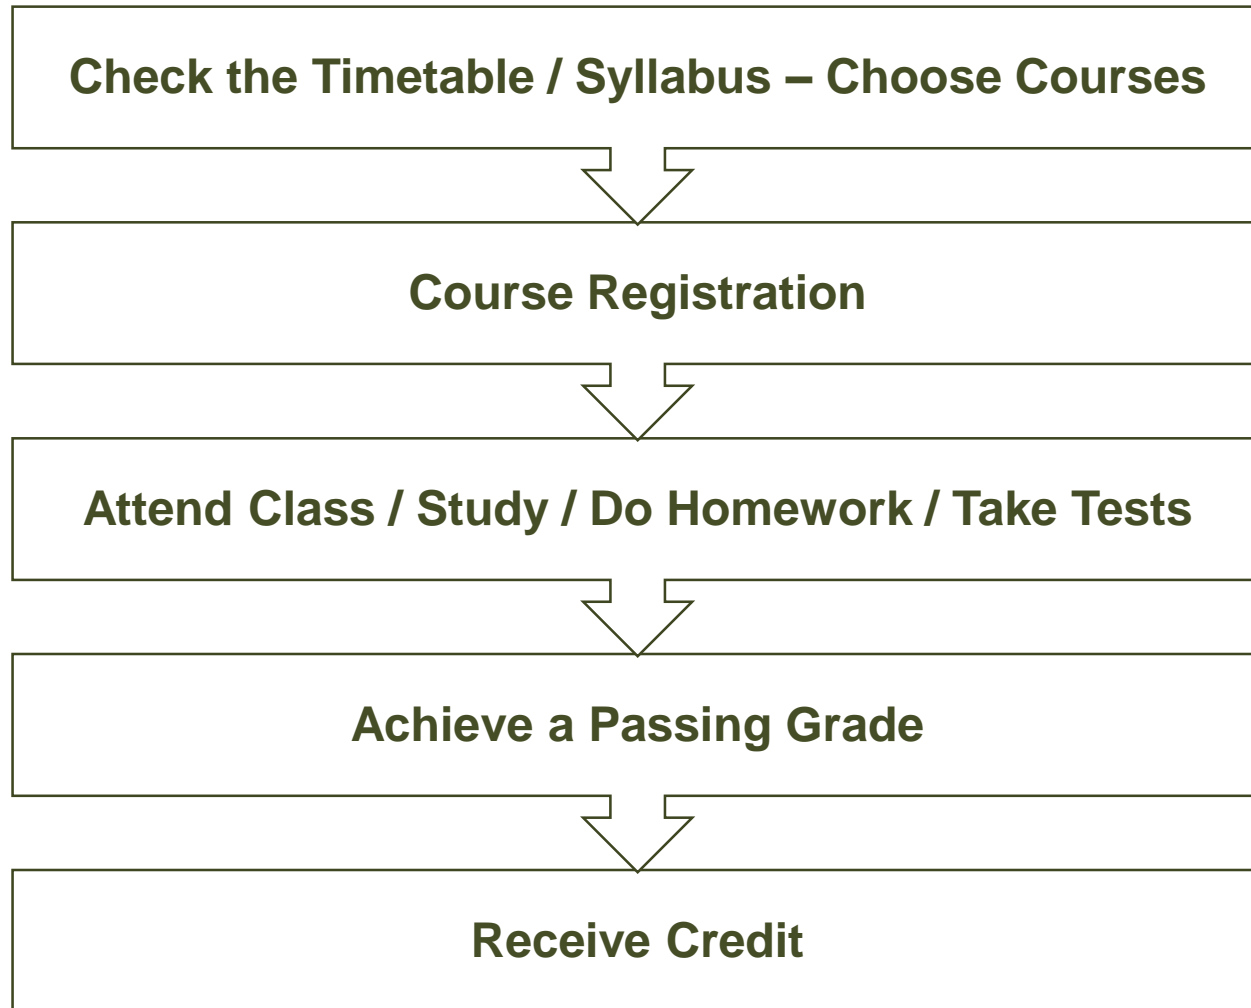 Check the Timetable / Syllabus – Choose Courses
Course Registration
Attend Class / Study / Do Homework / Take Tests
Achieve a Passing Grade
Receive Credit